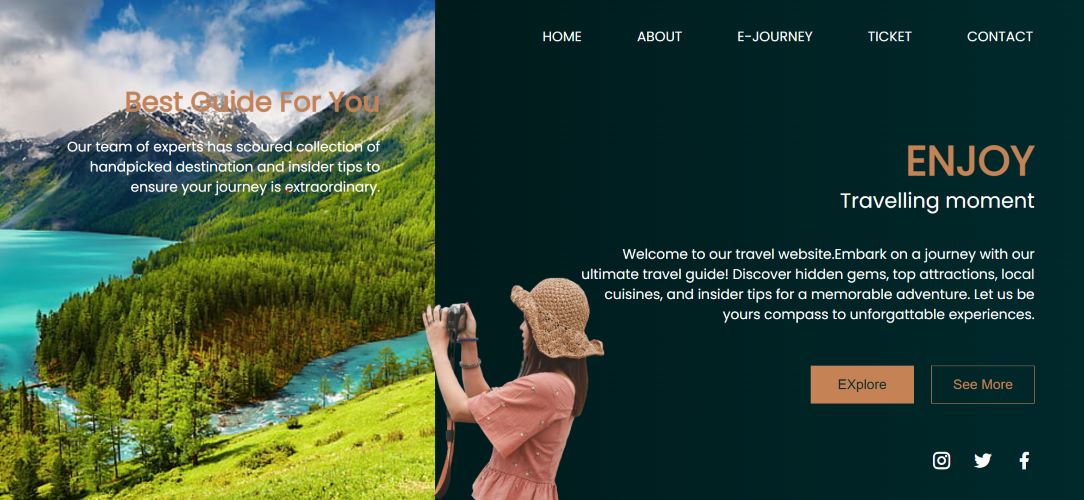 HOME ABOUT E-JOURNEY TICKET CONTACT
Best Guide For You
Our team of experts has scoured collection of
handpicked destination and insider tips to
ensure your journey is extraordinary.
ENJOY
Travelling moment
Welcome to our travel website.Embark on a journey with our
ultimate travel guide! Discover hidden gems, top attractions, local
cuisines, and insider tips for a memorable adventure. Let us be
yours compass to unforgattable experiences.
EXplore See More